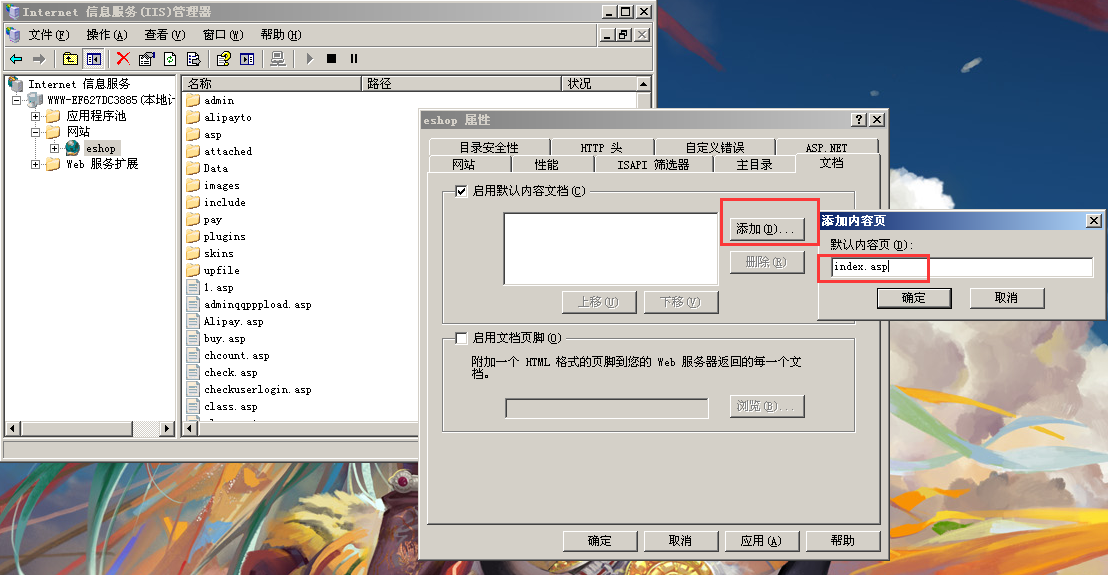 Internet 信息服务(IIS)管理器
文件(F) 操作(A) 查看(V) 窗口(W) 帮助(H)
Internet 信息服务
WWW-EF627DC3885(本地计
应用程序池
网站
eshop
Web 服务扩展
名称 路径 状况
admin
alipayto
asp
attached
Data
images
include
pay
plugins
skins
upfile
1.asp
adminqqpppload.asp
Alipay.asp
buy.asp
chcount.asp
check.asp
checkuserlogin.asp
class.asp
eshop 属性
目录安全性 HTTP 头 自定义错误 ASP.NET
网站 性能 ISAPI 筛选器 主目录 文档
启用默认内容文档(C)
添加(D)...
删除(R)
上移(U) 下移(V)
启用文档页脚(O)
附加一个 HTML 格式的页脚到您的 Web 服务器返回的每一个文
档。
浏览(B)...
确定 取消 应用(A) 帮助
添加内容页
默认内容页(D):
index.asp
确定 取消